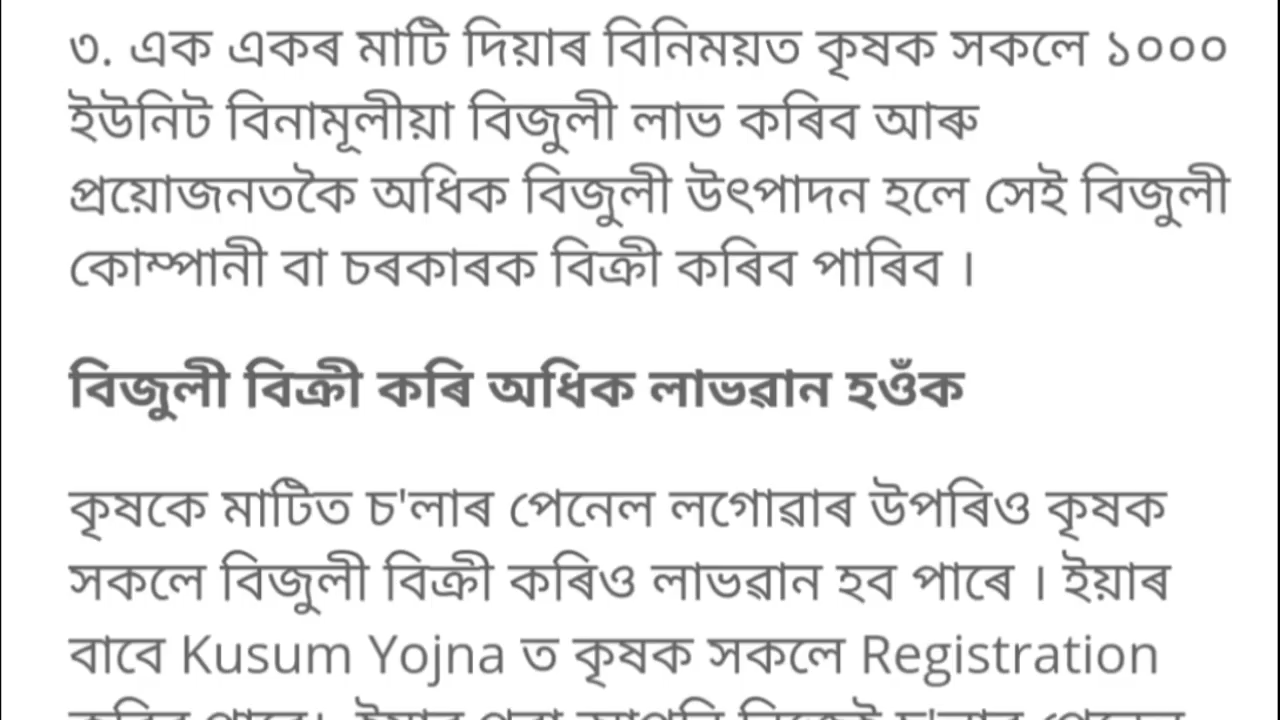 ৩. এক একৰ মাটি দিয়াৰ বিনিময়ত কৃষক সকলে ১০০০
ইউনিট বিনামূলীয়া বিজুলী লাভ কৰিব আৰু
প্ৰয়োজনতকৈ অধিক বিজুলী উৎপাদন হলে সেই বিজুলী
কোম্পানী বা চৰকাৰক বিক্ৰী কৰিব পাৰিব ।
বিজুলী বিক্ৰী কৰি অধিক লাভৱান হওঁক
কৃষকে মাটিত চ'লাৰ পেনেল লগোৱাৰ উপৰিও কৃষক
সকলে বিজুলী বিক্ৰী কৰিও লাভৱান হব পাৰে । ইয়াৰ
বাবে Kusum Yojna ত কৃষক সকলে Registration